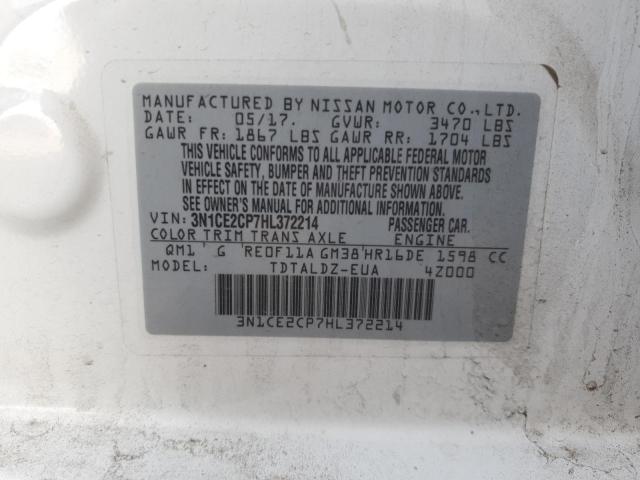 MANUFACTURED BY NISSAN MOTOR CO., LTD.
DATE: 05/17. GVWR: 3470 LBS
GAWR FR: 1867 LBS GAWR RR: 1704 LBS
THIS VEHICLE CONFORMS TO ALL APPLICABLE FEDERAL MOTOR
VEHICLE SAFETY, BUMPER AND THEFT PREVENTION STANDARDS
IN EFFECT ON THE DATE OF MANUFACTURE SHOWN ABOVE.
SEE OWNER'S MANUAL FOR ADDITIONAL INFORMATION.
VIN: 3N1CE2CP7HL372214 PASSENGER CAR.
COLOR TRIM TRANS AXLE ENGINE
QM1 G RE0F11A GM38 HR16DE 1598 CC
MODEL: TDTALDZ-EUA 4Z000
3N1CE2CP7HL372214